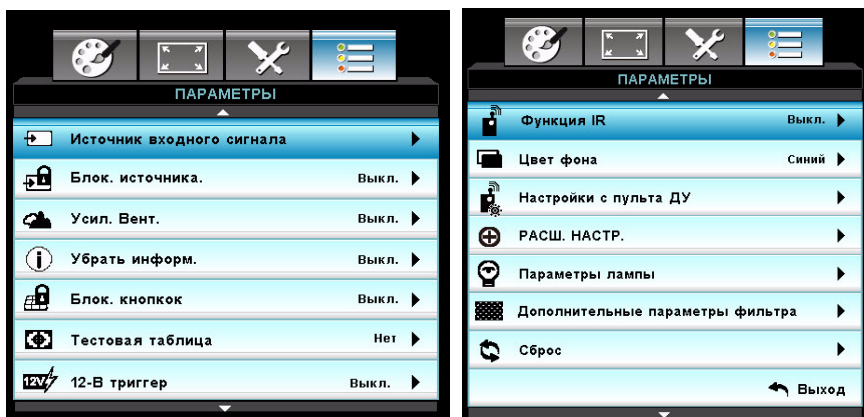 ПАРАМЕТРЫ
Источник входного сигнала
Блок. источника. Выкл.
Усил. Вент. Выкл.
Убрать информ. Выкл.
Блок. кнопкок Выкл.
Тестовая таблица Нет
12V 12-В триггер Выкл.
ПАРАМЕТРЫ
Функция IR Выкл.
Цвет фона Синий
Настройки с пульта ДУ
РАСШ. НАСТР.
Параметры лампы
Дополнительные параметры фильтра
Сброс
Выход